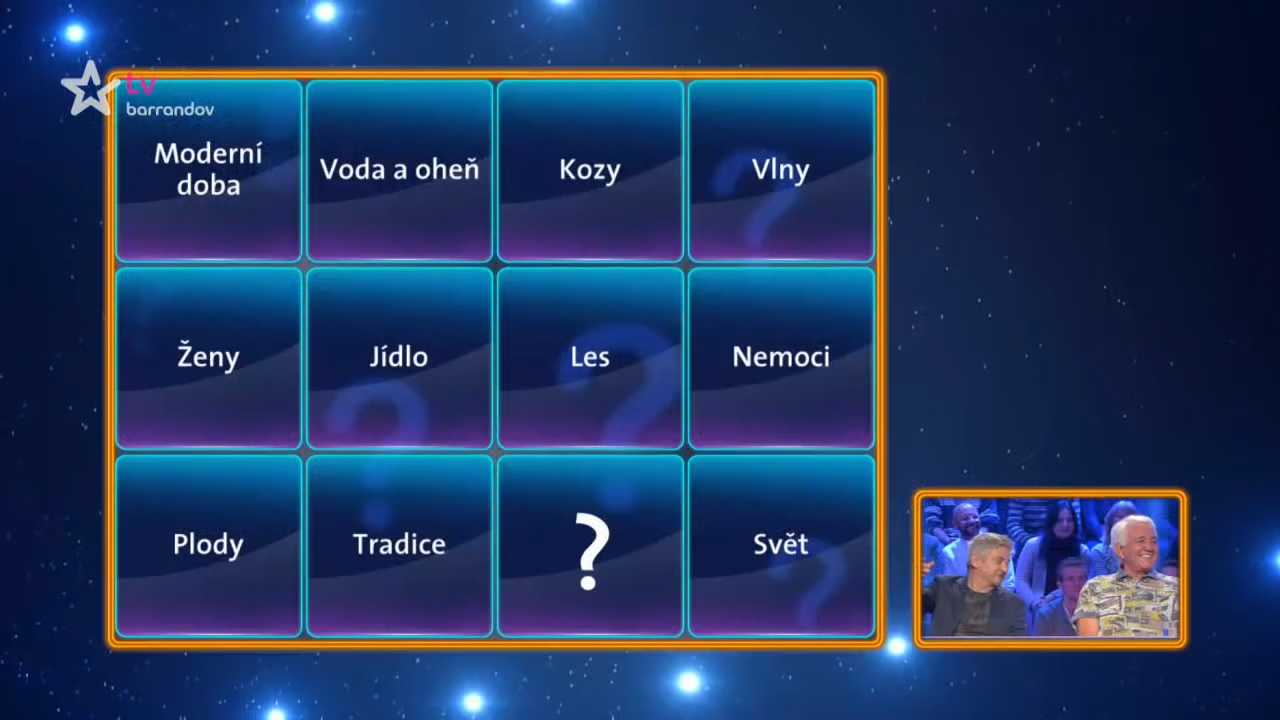 tv
barrandov
Moderní
doba
Voda a oheň
Kozy
Vlny
Ženy
Jídlo
Les
Nemoci
Plody
Tradice
?
Svět